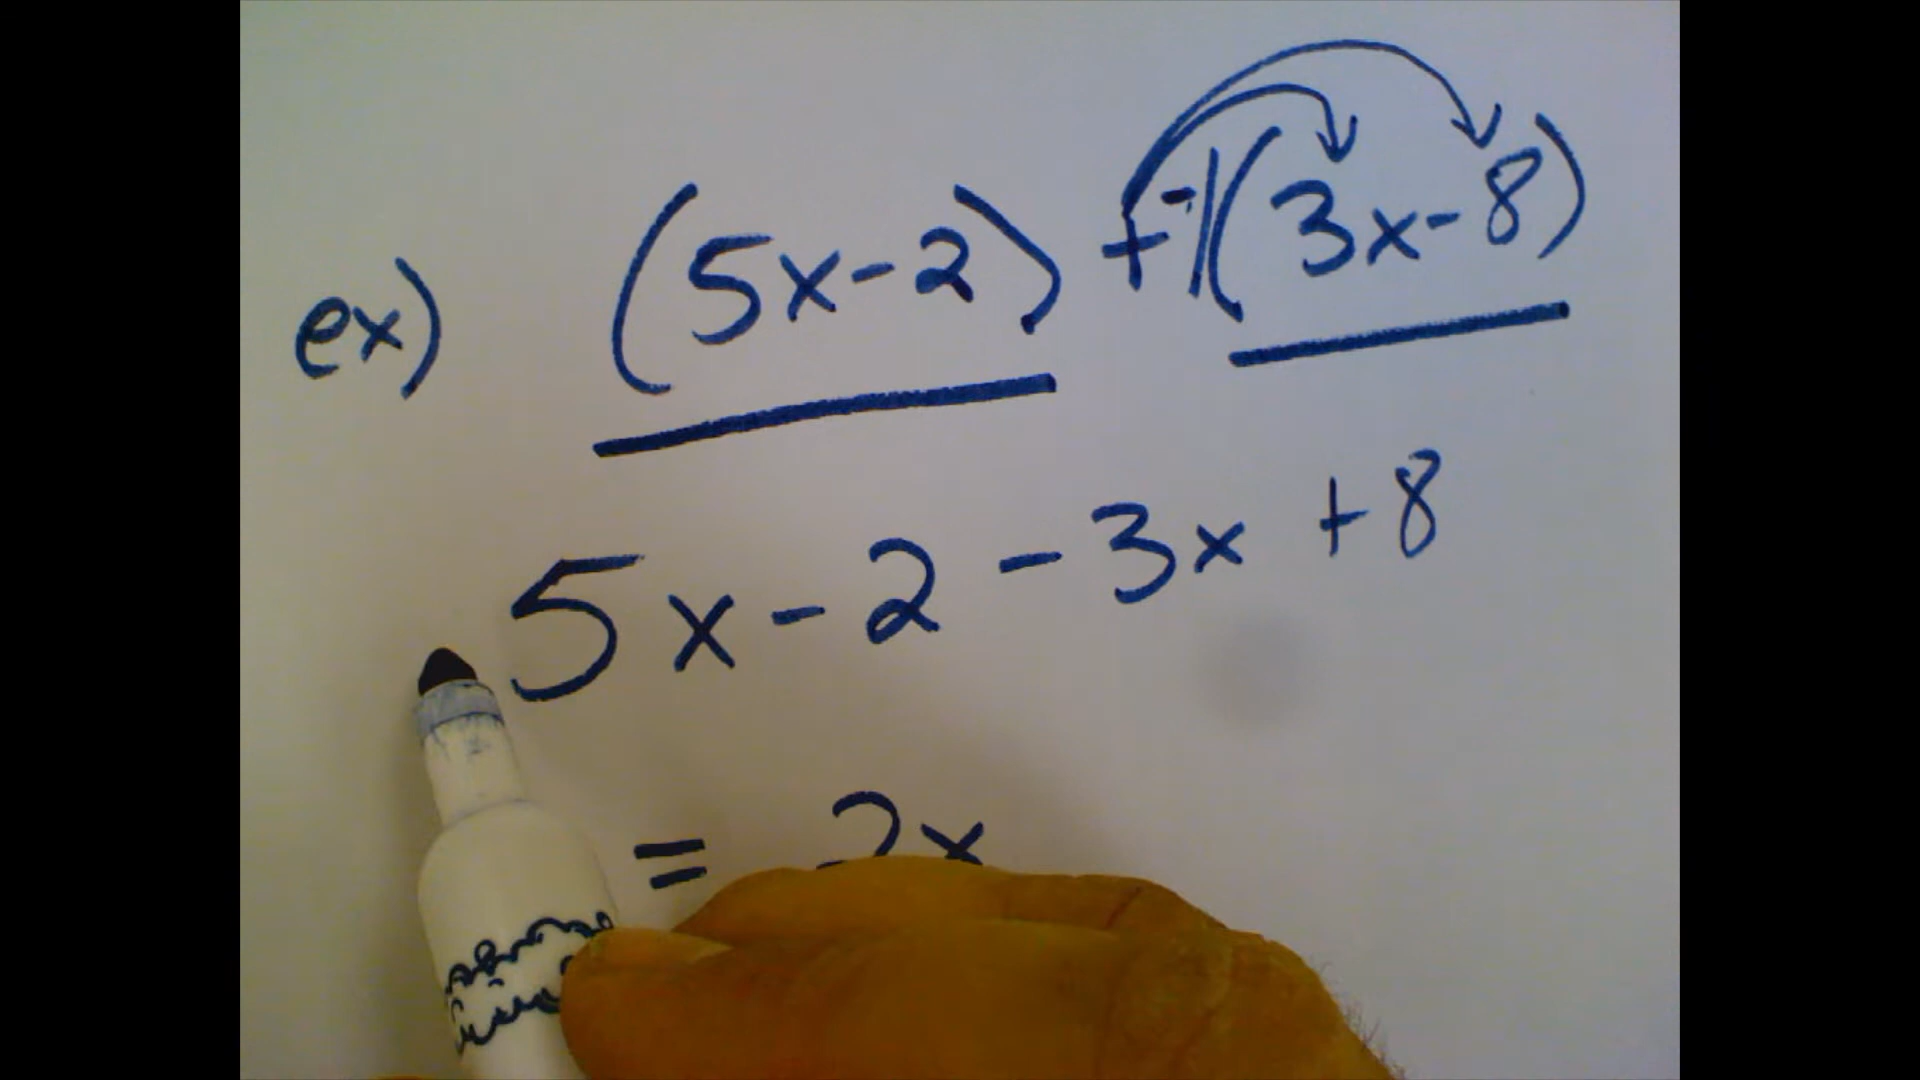 ex) (5x-2) + -1(3x-8)
5x-2-3x+8
= 2x